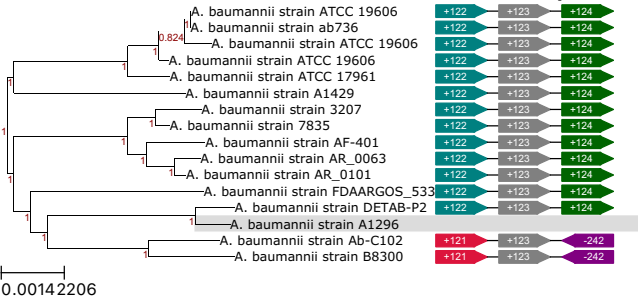 A. baumannii strain ATCC 19606 +122 +123 +124
A. baumannii strain ab736 +122 +123 +124
0.824
A. baumannii strain ATCC 19606 +122 +123 +124
A. baumannii strain ATCC 19606 +122 +123 +124
A. baumannii strain ATCC 17961 +122 +123 +124
A. baumannii strain A1429 +122 +123 +124
A. baumannii strain 3207 +122 +123 +124
A. baumannii strain 7835 +122 +123 +124
A. baumannii strain AF-401 +122 +123 +124
A. baumannii strain AR_0063 +122 +123 +124
A. baumannii strain AR_0101 +122 +123 +124
A. baumannii strain FDAARGOS_533 +122 +123 +124
A. baumannii strain DETAB-P2 +122 +123 +124
A. baumannii strain A1296
A. baumannii strain Ab-C102 +121 +123 -242
A. baumannii strain B8300 +121 +123 -242
1
1
1
1
1
1
1
1
1
1
1
1
1
0.00142206